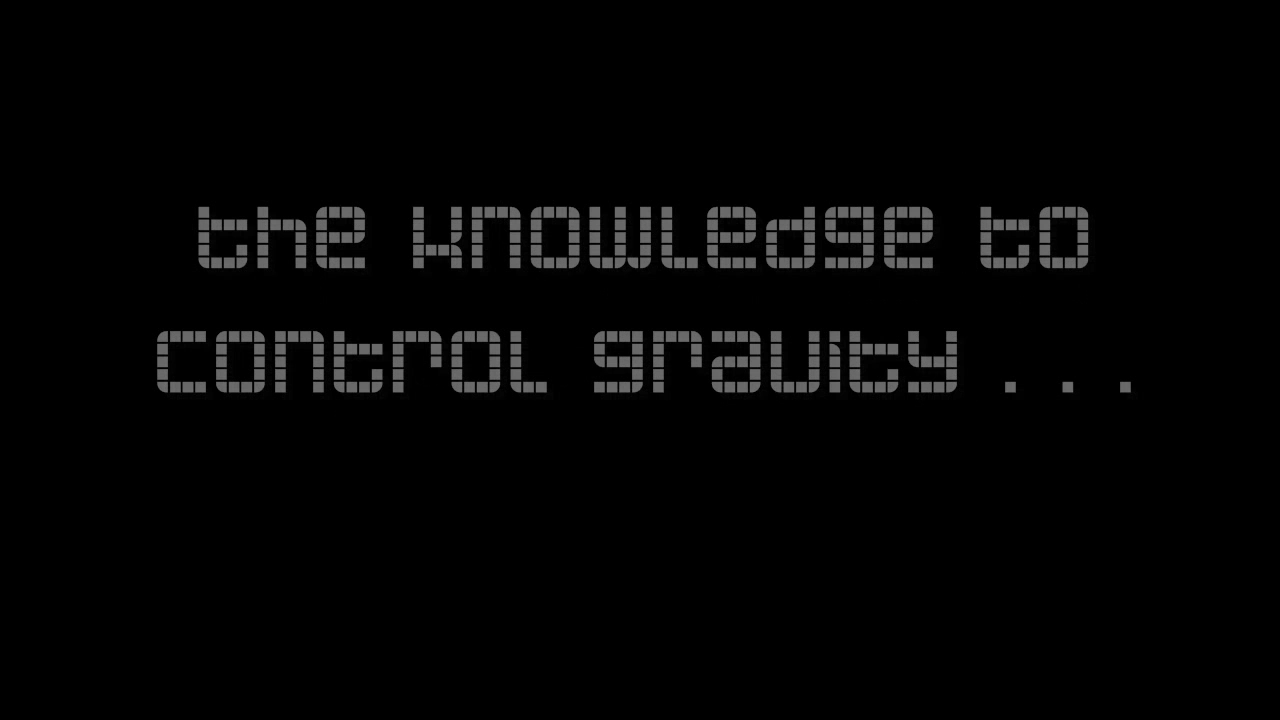 the knowledge to
control gravity . . .